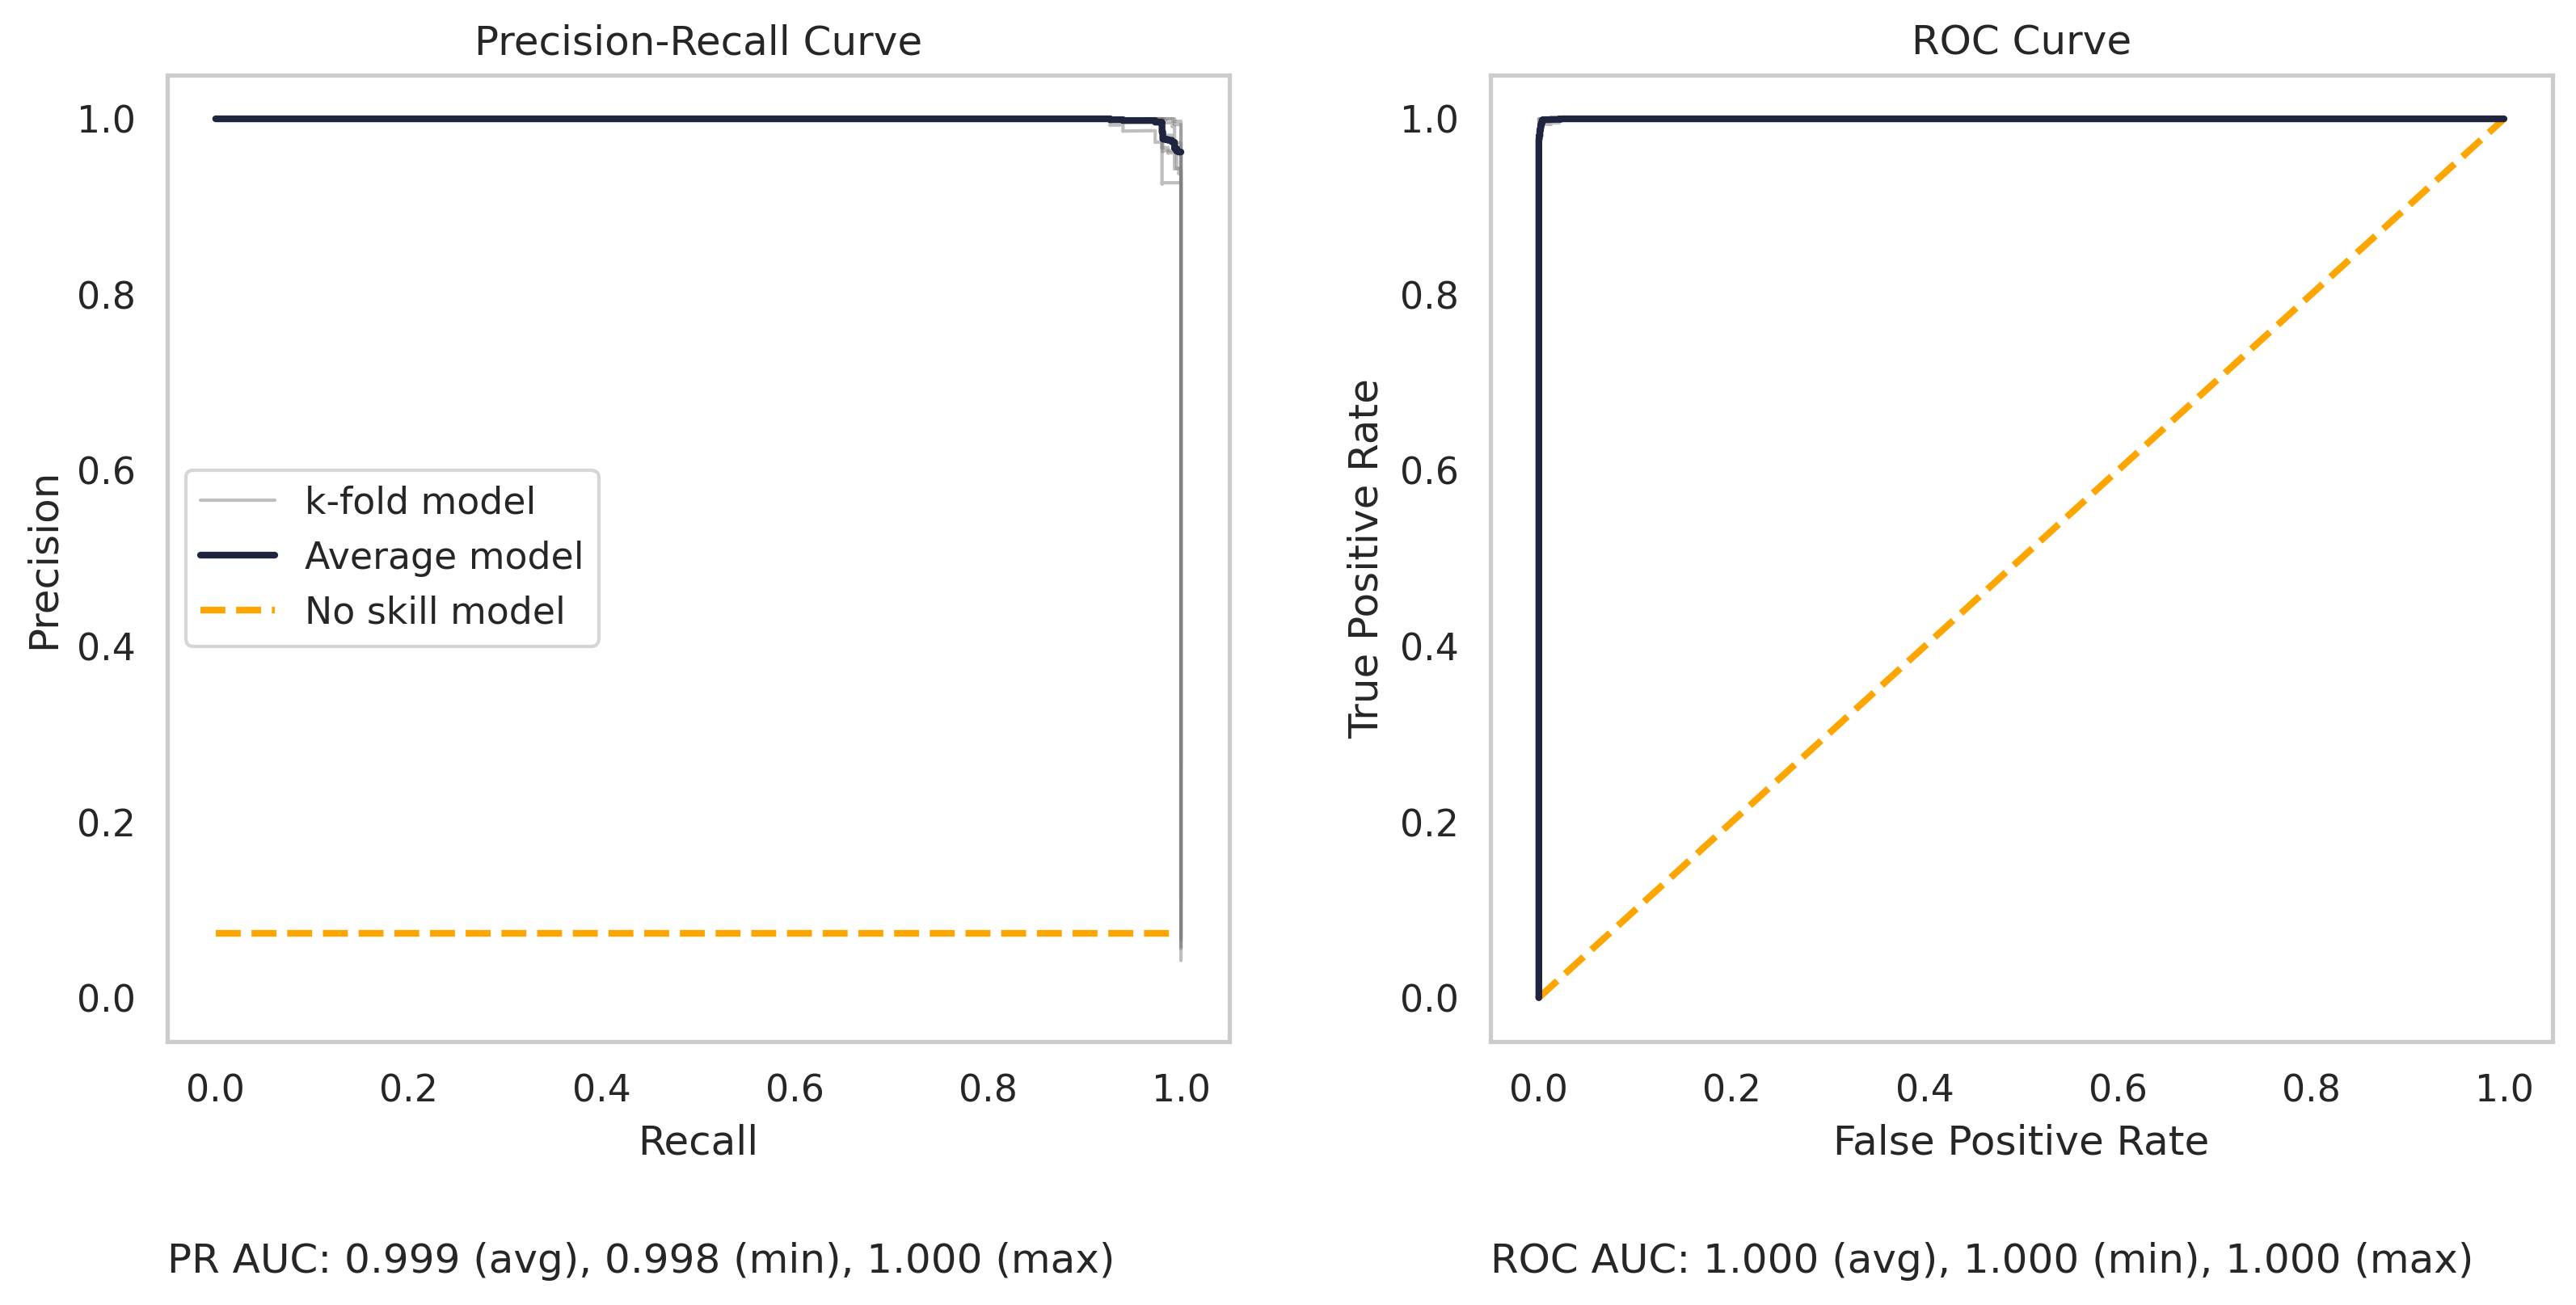 Precision-Recall Curve
1.0
0.8
0.6
0.4
0.2
0.0
Precision
k-fold model
Average model
No skill model
0.0 0.2 0.4 0.6 0.8 1.0
Recall
PR AUC: 0.999 (avg), 0.998 (min), 1.000 (max)
ROC Curve
1.0
0.8
0.6
0.4
0.2
0.0
True Positive Rate
0.0 0.2 0.4 0.6 0.8 1.0
False Positive Rate
ROC AUC: 1.000 (avg), 1.000 (min), 1.000 (max)